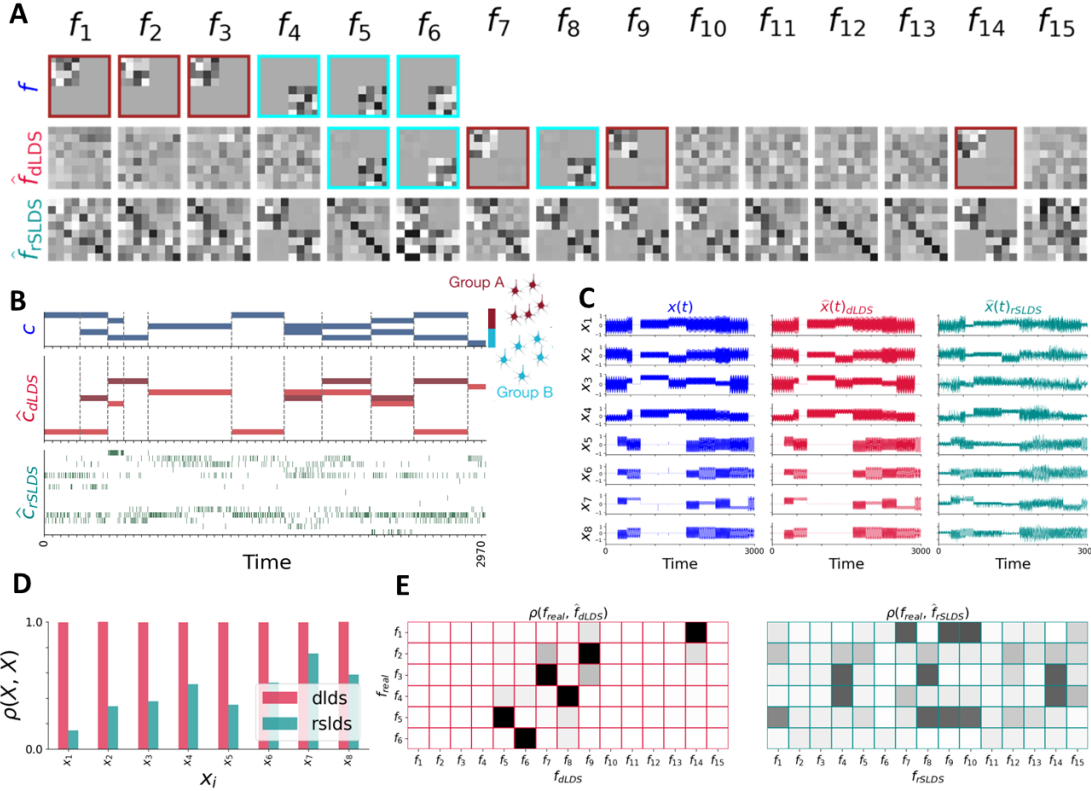 A
f1 f2 f3 f4 f5 f6 f7 f8 f9 f10 f11 f12 f13 f14 f15
f
f̂dLDS
f̂rSLDS
B
Group A
Group B
c
ĉdLDS
ĉrSLDS
0
2970
Time
C
x(t)
x̂(t)dLDS
x̂(t)rSLDS
x1
x2
x3
x4
x5
x6
x7
x8
1
0
−1
0 3000
0 3000
0
Time Time Time
D
1.0
0.0
ρ(X, X)
dlds
rslds
x1 x2 x3 x4 x5 x6 x7 x8
xi
E
ρ(freal, f̂dLDS)
f1
f2
f3
f4
f5
f6
freal
f1 f2 f3 f4 f5 f6 f7 f8 f9 f10 f11 f12 f13 f14 f15
fdLDS
ρ(freal, f̂rSLDS)
f1 f2 f3 f4 f5 f6 f7 f8 f9 f10 f11 f12 f13 f14 f15
frSLDS